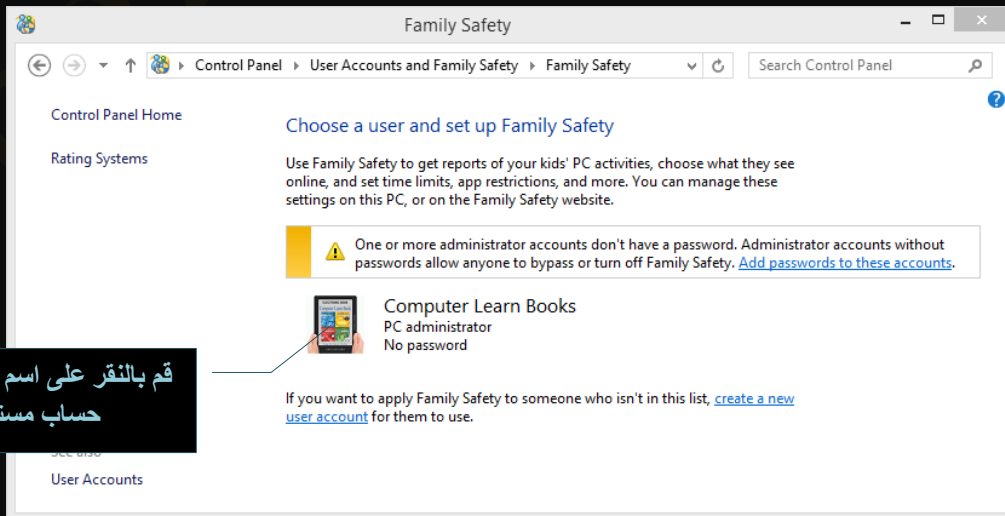 Family Safety
Control Panel ▸ User Accounts and Family Safety ▸ Family Safety
Search Control Panel
Control Panel Home
Rating Systems
Choose a user and set up Family Safety
Use Family Safety to get reports of your kids' PC activities, choose what they see
online, and set time limits, app restrictions, and more. You can manage these
settings on this PC, or on the Family Safety website.
One or more administrator accounts don't have a password. Administrator accounts without
passwords allow anyone to bypass or turn off Family Safety. Add passwords to these accounts.
Computer Learn Books
PC administrator
No password
قم بالنقر على اسم
حساب
If you want to apply Family Safety to someone who isn't in this list, create a new
user account for them to use.
See also
User Accounts